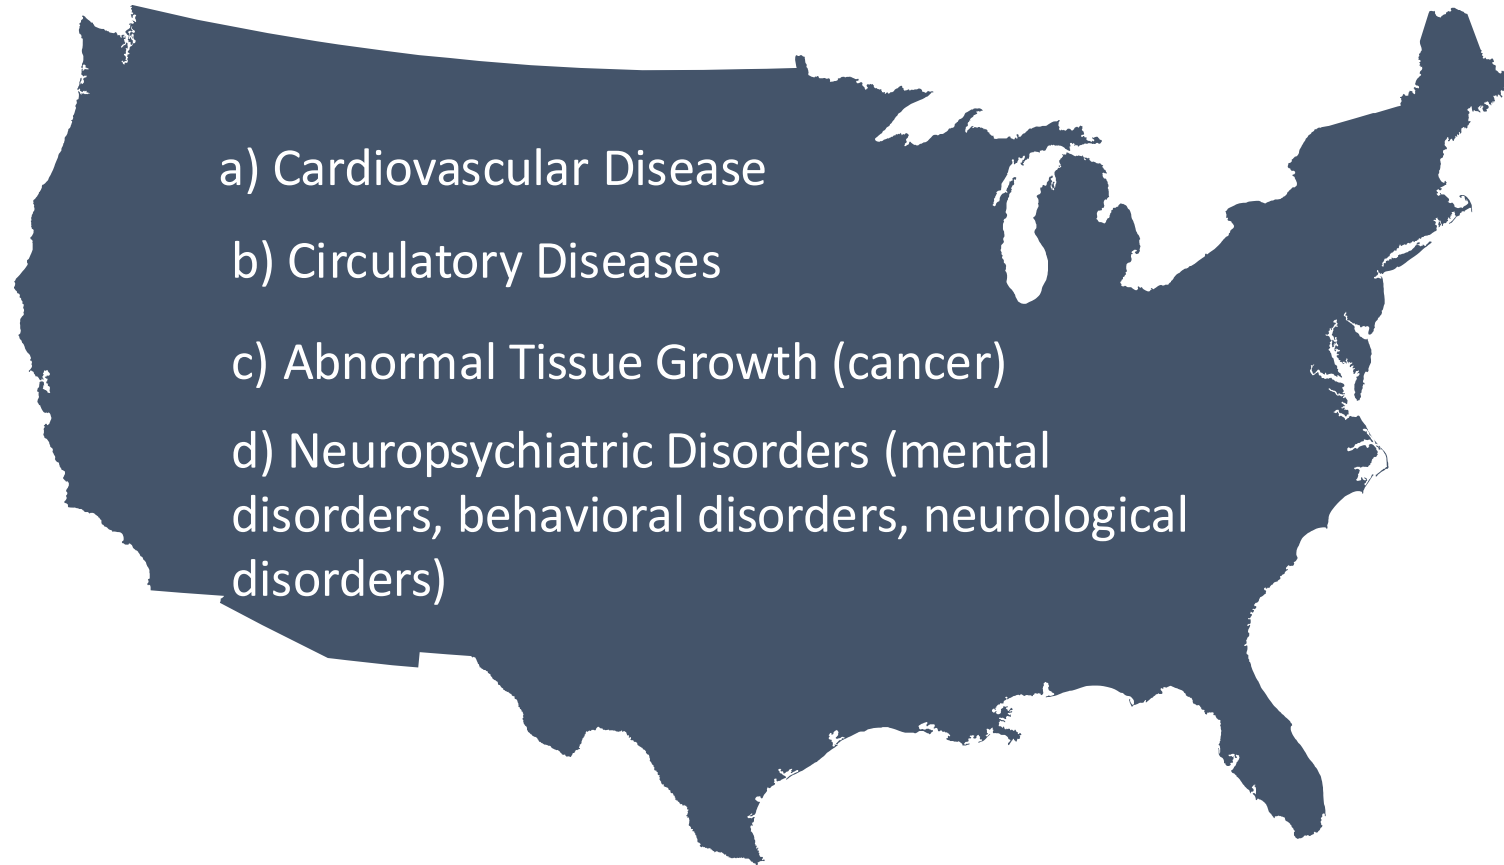 a) Cardiovascular Disease
b) Circulatory Diseases
c) Abnormal Tissue Growth (cancer)
d) Neuropsychiatric Disorders (mental
disorders, behavioral disorders, neurological
disorders)